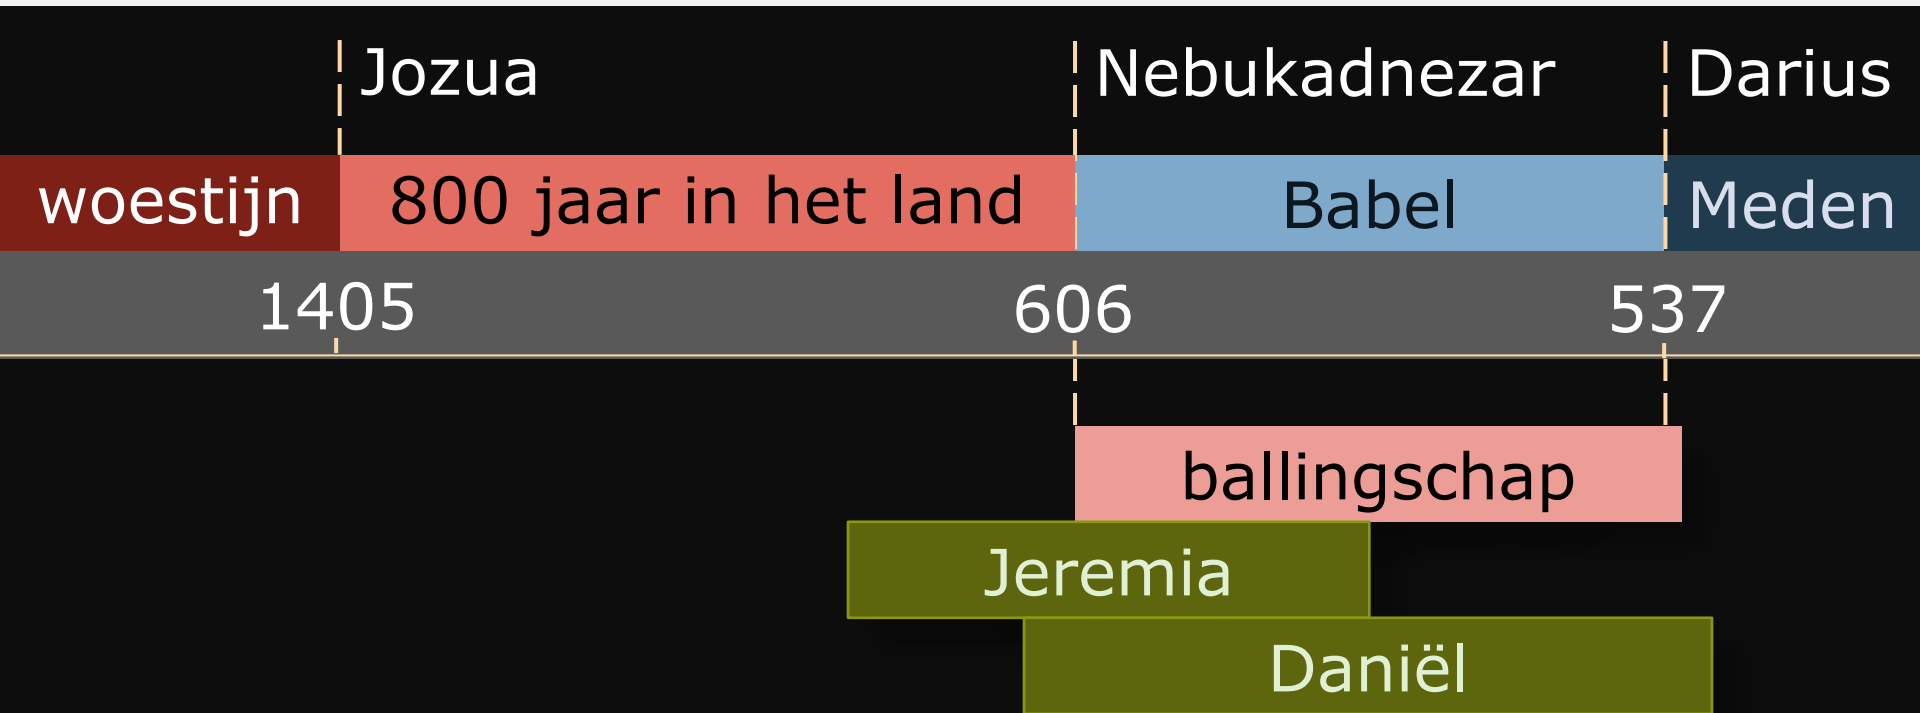 Jozua Nebukadnezar Darius
woestijn 800 jaar in het land Babel Meden
1405 606 537
ballingschap
Jeremia
Daniël